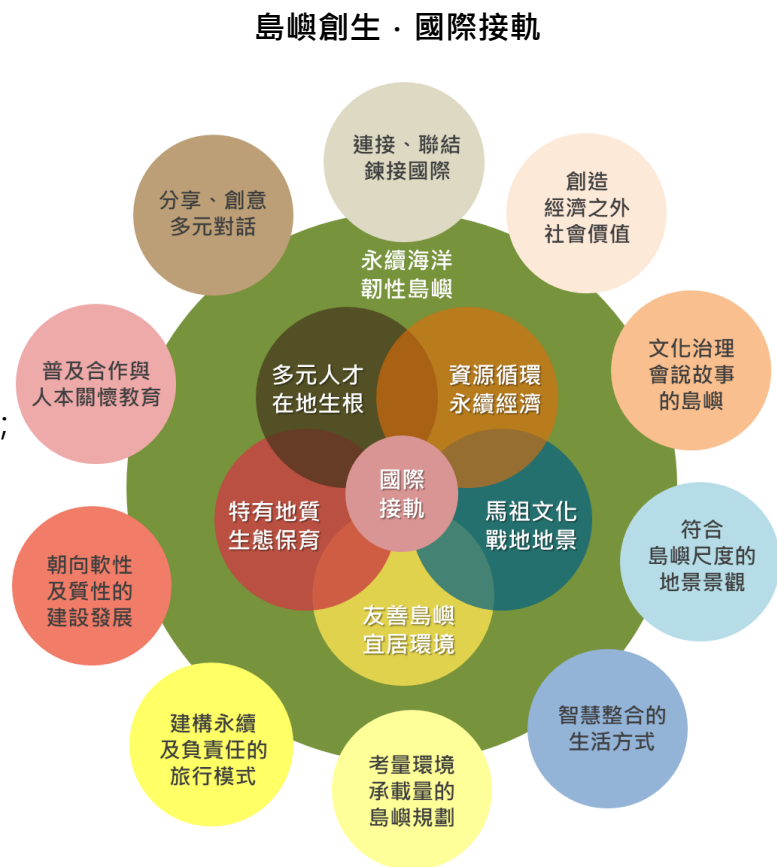 島嶼創生．國際接軌
連接、聯結
鍊接國際
創造
經濟之外
社會價值
文化治理
會說故事
的島嶼
符合
島嶼尺度的
地景景觀
智慧整合的
生活方式
考量環境
承載量的
島嶼規劃
建構永續
及負責任的
旅行模式
朝向軟性
及質性的
建設發展
普及合作與
人本關懷教育
分享、創意
多元對話
永續海洋
韌性島嶼
多元人才
在地生根
資源循環
永續經濟
馬祖文化
戰地地景
友善島嶼
宜居環境
特有地質
生態保育
國際
接軌
;